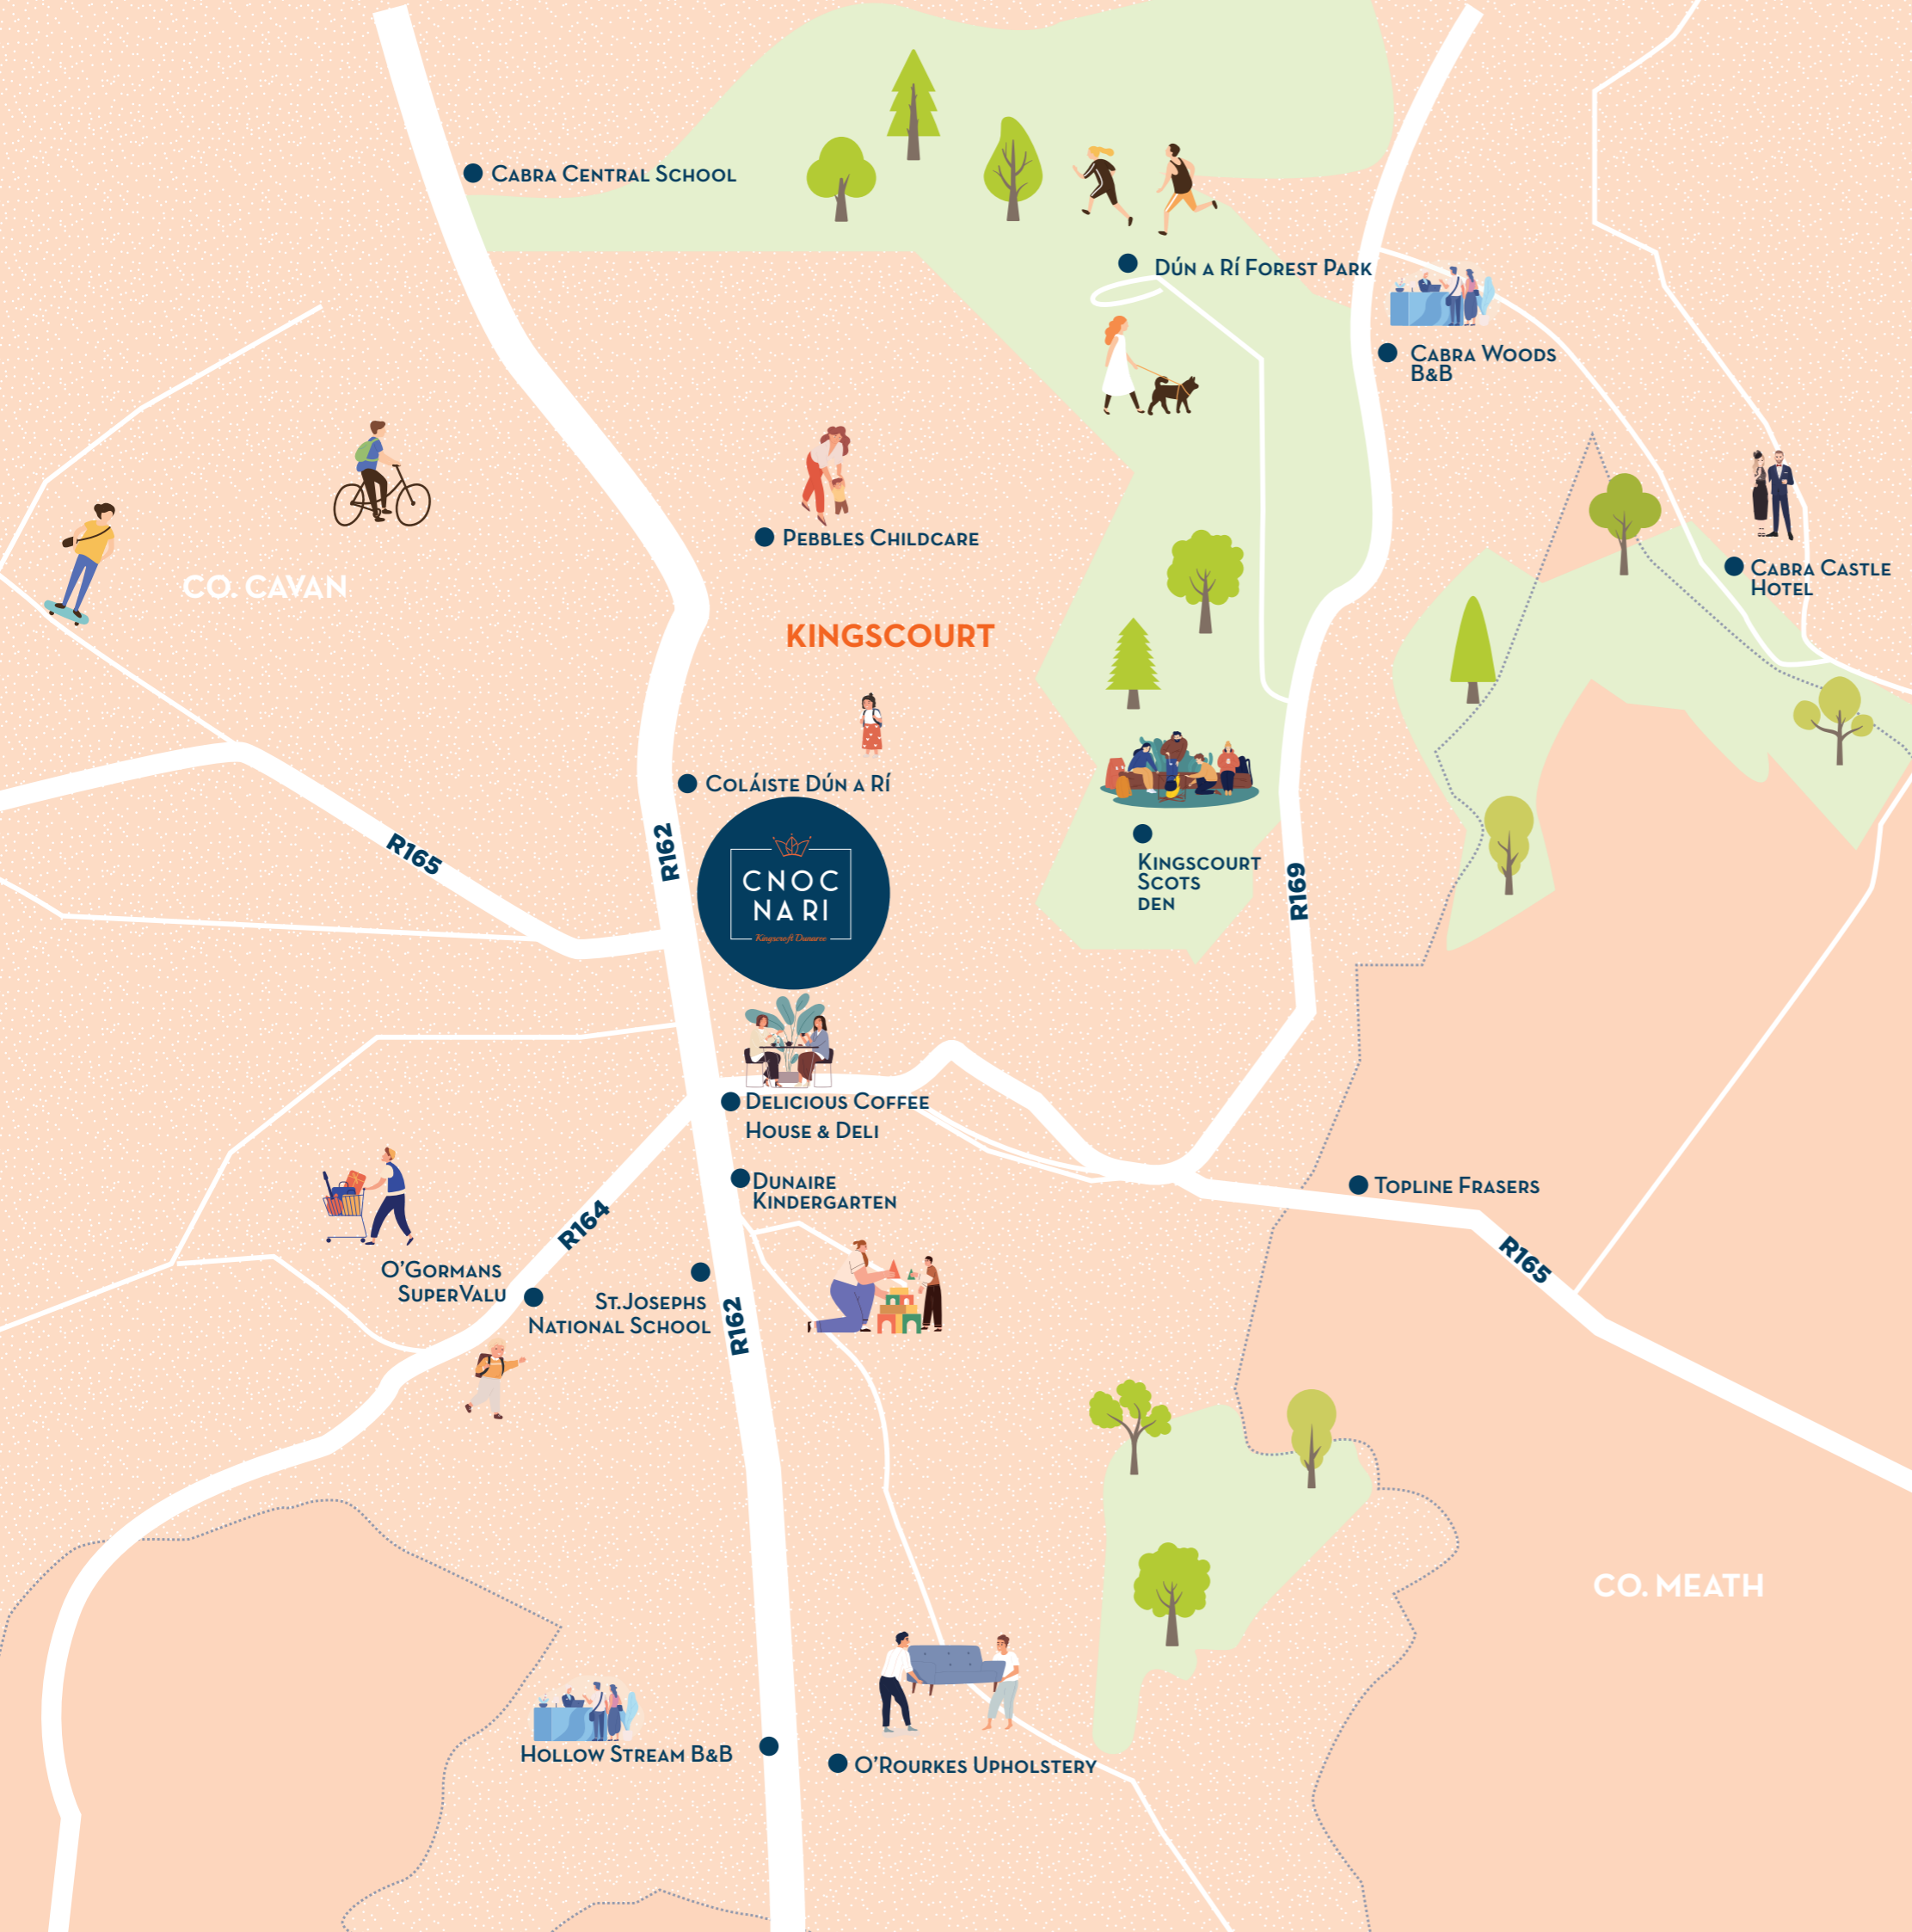 Cabra Central School
Dún a Rí Forest Park
Cabra Woods
B&B
Pebbles Childcare
Cabra Castle
Hotel
CO. CAVAN
KINGSCOURT
Coláiste Dún a Rí
R162
R165
CNOC
NA RI
Kingscroft Dunaree
Kingscourt
Scots
den
R169
Delicious Coffee
House & Deli
Dunaire
Kindergarten
Topline Frasers
R164
R165
O'Gormans
SuperValu
St.Josephs
National School
R162
CO. MEATH
Hollow Stream B&B
O'Rourkes Upholstery